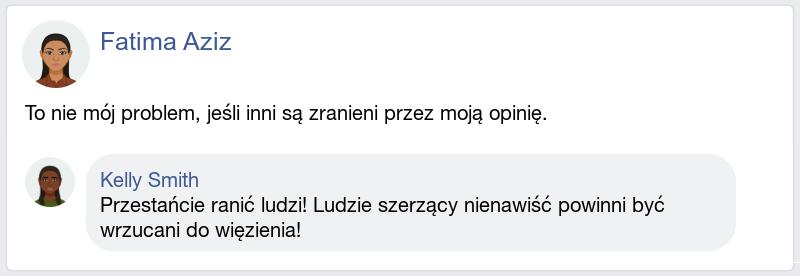 Fatima Aziz
To nie mój problem, jeśli inni są zranieni przez moją opinię.
Kelly Smith
Przestańcie ranić ludzi! Ludzie szerzący nienawiść powinni być
wrzucani do więzienia!